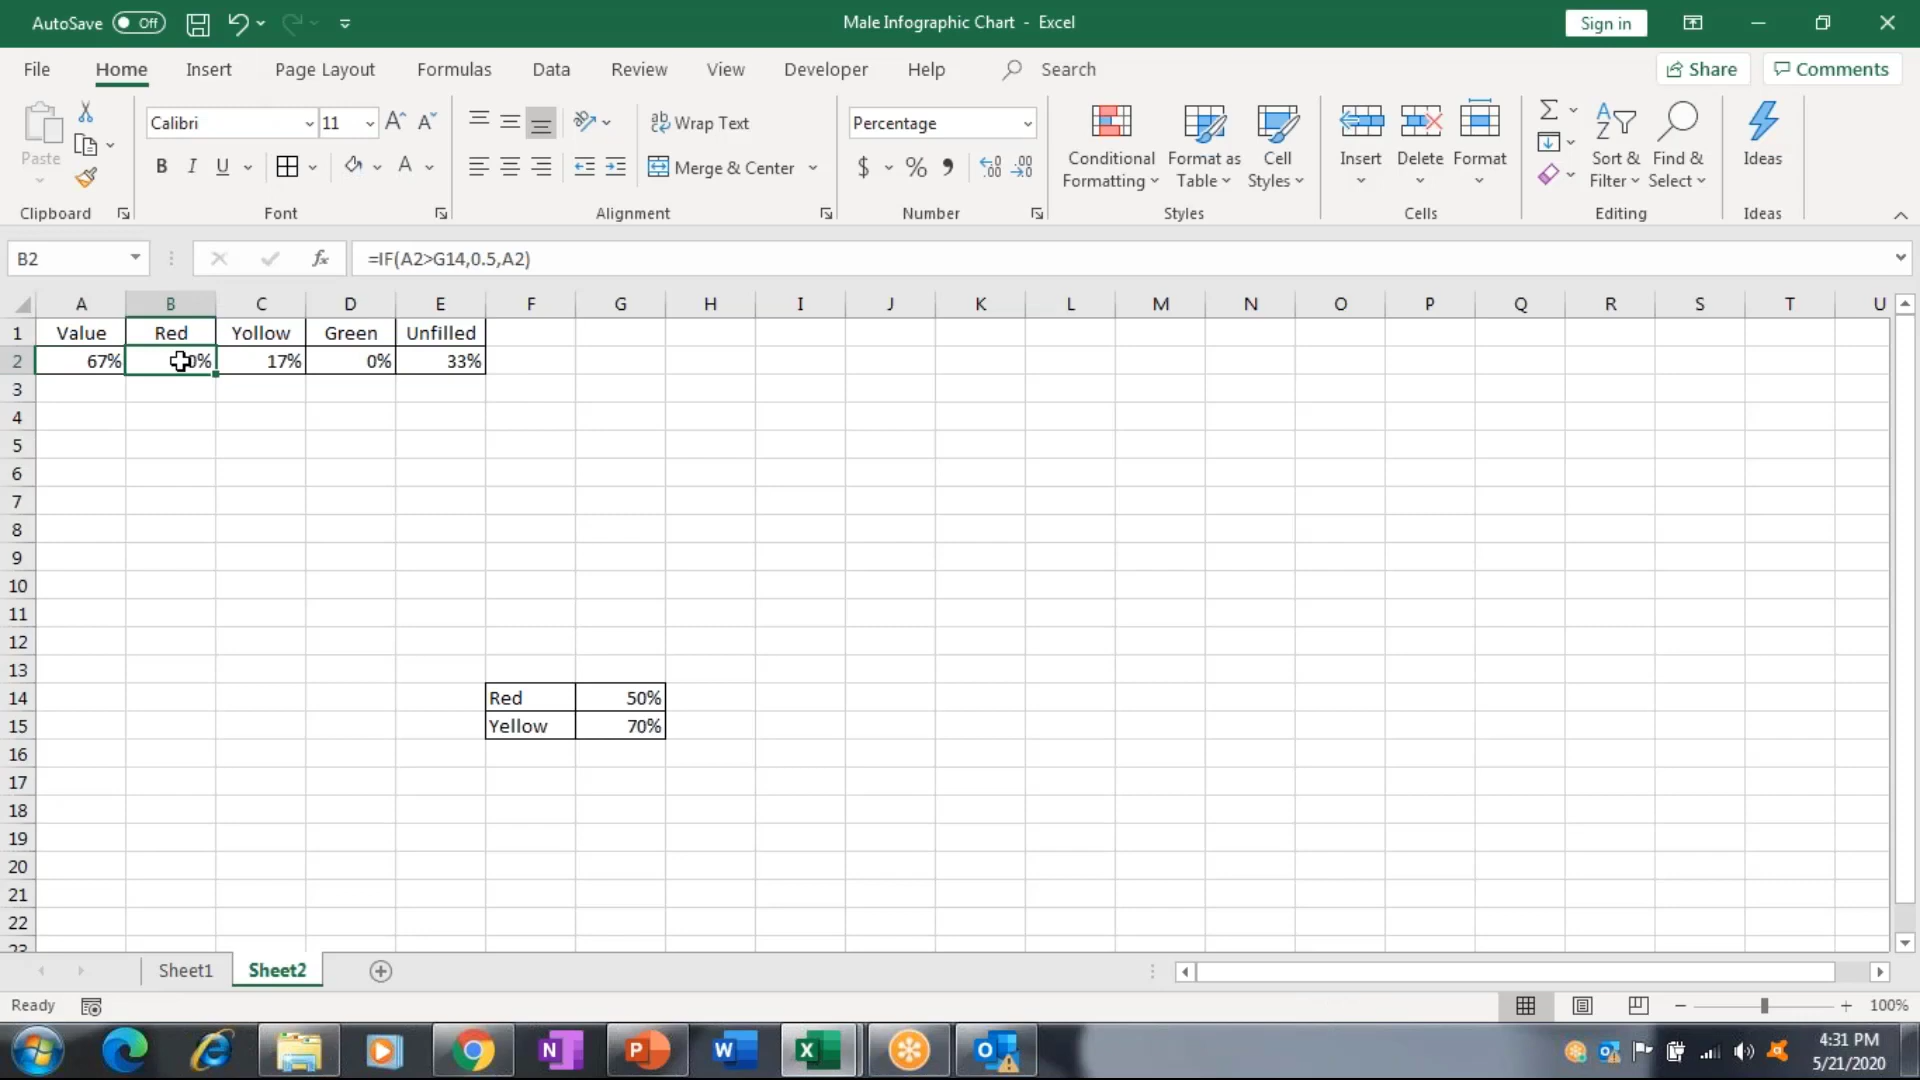 AutoSave Off Male Infographic Chart - Excel Sign in
File Home Insert Page Layout Formulas Data Review View Developer Help Search Share Comments
Calibri 11 Wrap Text Percentage
Paste B I U A Merge & Center $ % Conditional Formatting Format as Table Cell Styles Insert Delete Format Sort & Filter Find & Select Ideas
Clipboard Font Alignment Number Styles Cells Editing Ideas
B2 fx =IF(A2>G14,0.5,A2)
A B C D E F G H I J K L M N O P Q R S T U
1 Value Red Yollow Green Unfilled
2 67% 0% 17% 0% 33%
3
4
5
6
7
8
9
10
11
12
13
14 Red 50%
15 Yellow 70%
16
17
18
19
20
21
22
23
Sheet1 Sheet2
Ready 100%
4:31 PM
5/21/2020